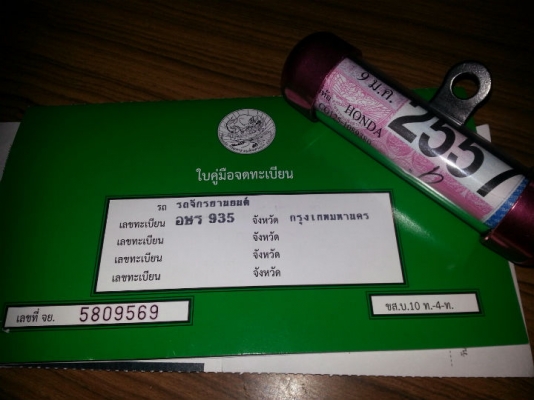 ใบคู่มือจดทะเบียน
รถ รถจักรยานยนต์
เลขทะเบียน อษร 935 จังหวัด กรุงเทพมหานคร
เลขทะเบียน จังหวัด
เลขทะเบียน จังหวัด
เลขทะเบียน จังหวัด
เลขที่ จย. 5809569
ขส.บ.10 ท.-4-ท.
9 ม.ค. 2557
HONDA